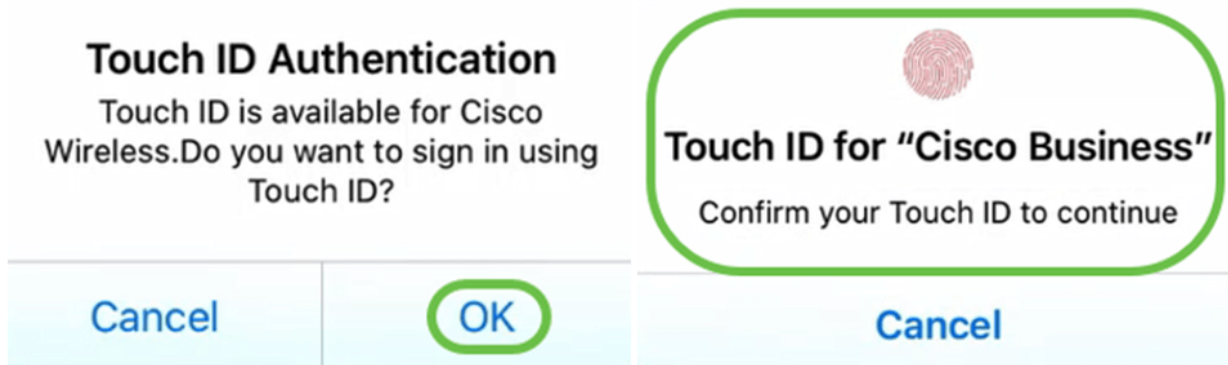 Touch ID Authentication
Touch ID is available for Cisco
Wireless.Do you want to sign in using
Touch ID?
Cancel
OK
Touch ID for “Cisco Business”
Confirm your Touch ID to continue
Cancel